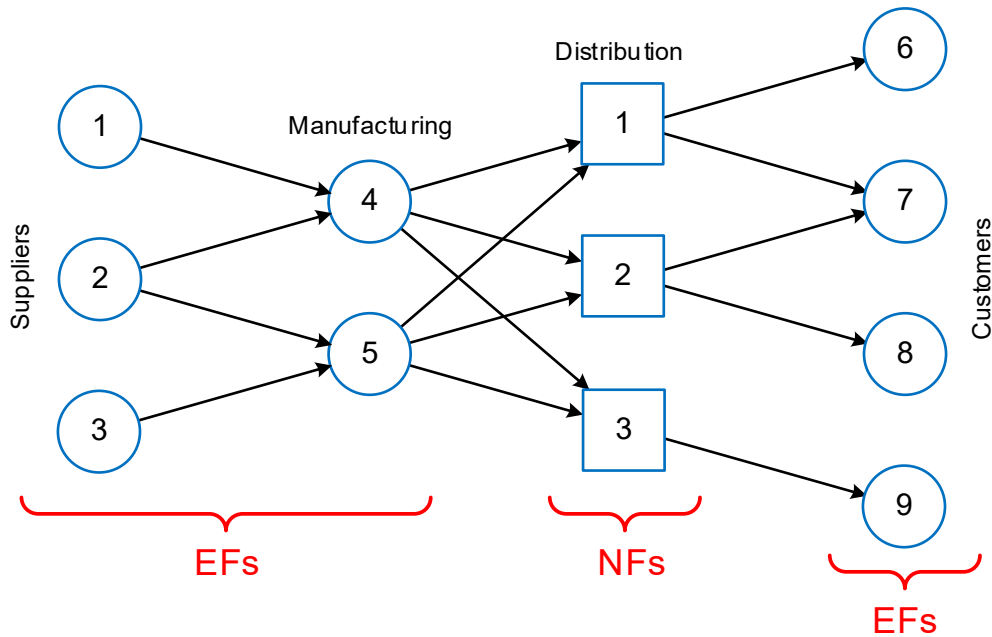 Suppliers
1
2
3
Manufacturing
4
5
Distribution
1
2
3
6
7
8
9
Customers
EFs
NFs
EFs